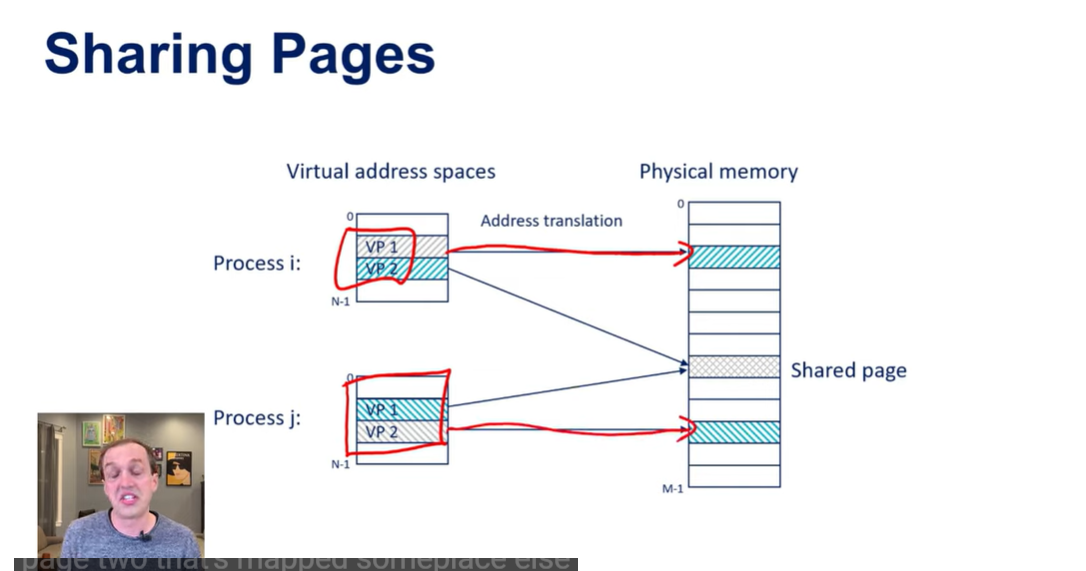 Sharing Pages
Virtual address spaces
Physical memory
0
0
Address translation
VP 1
Process i:
VP 2
N-1
Shared page
0
Process j:
VP 1
VP 2
N-1
M-1
page two that's mapped someplace else